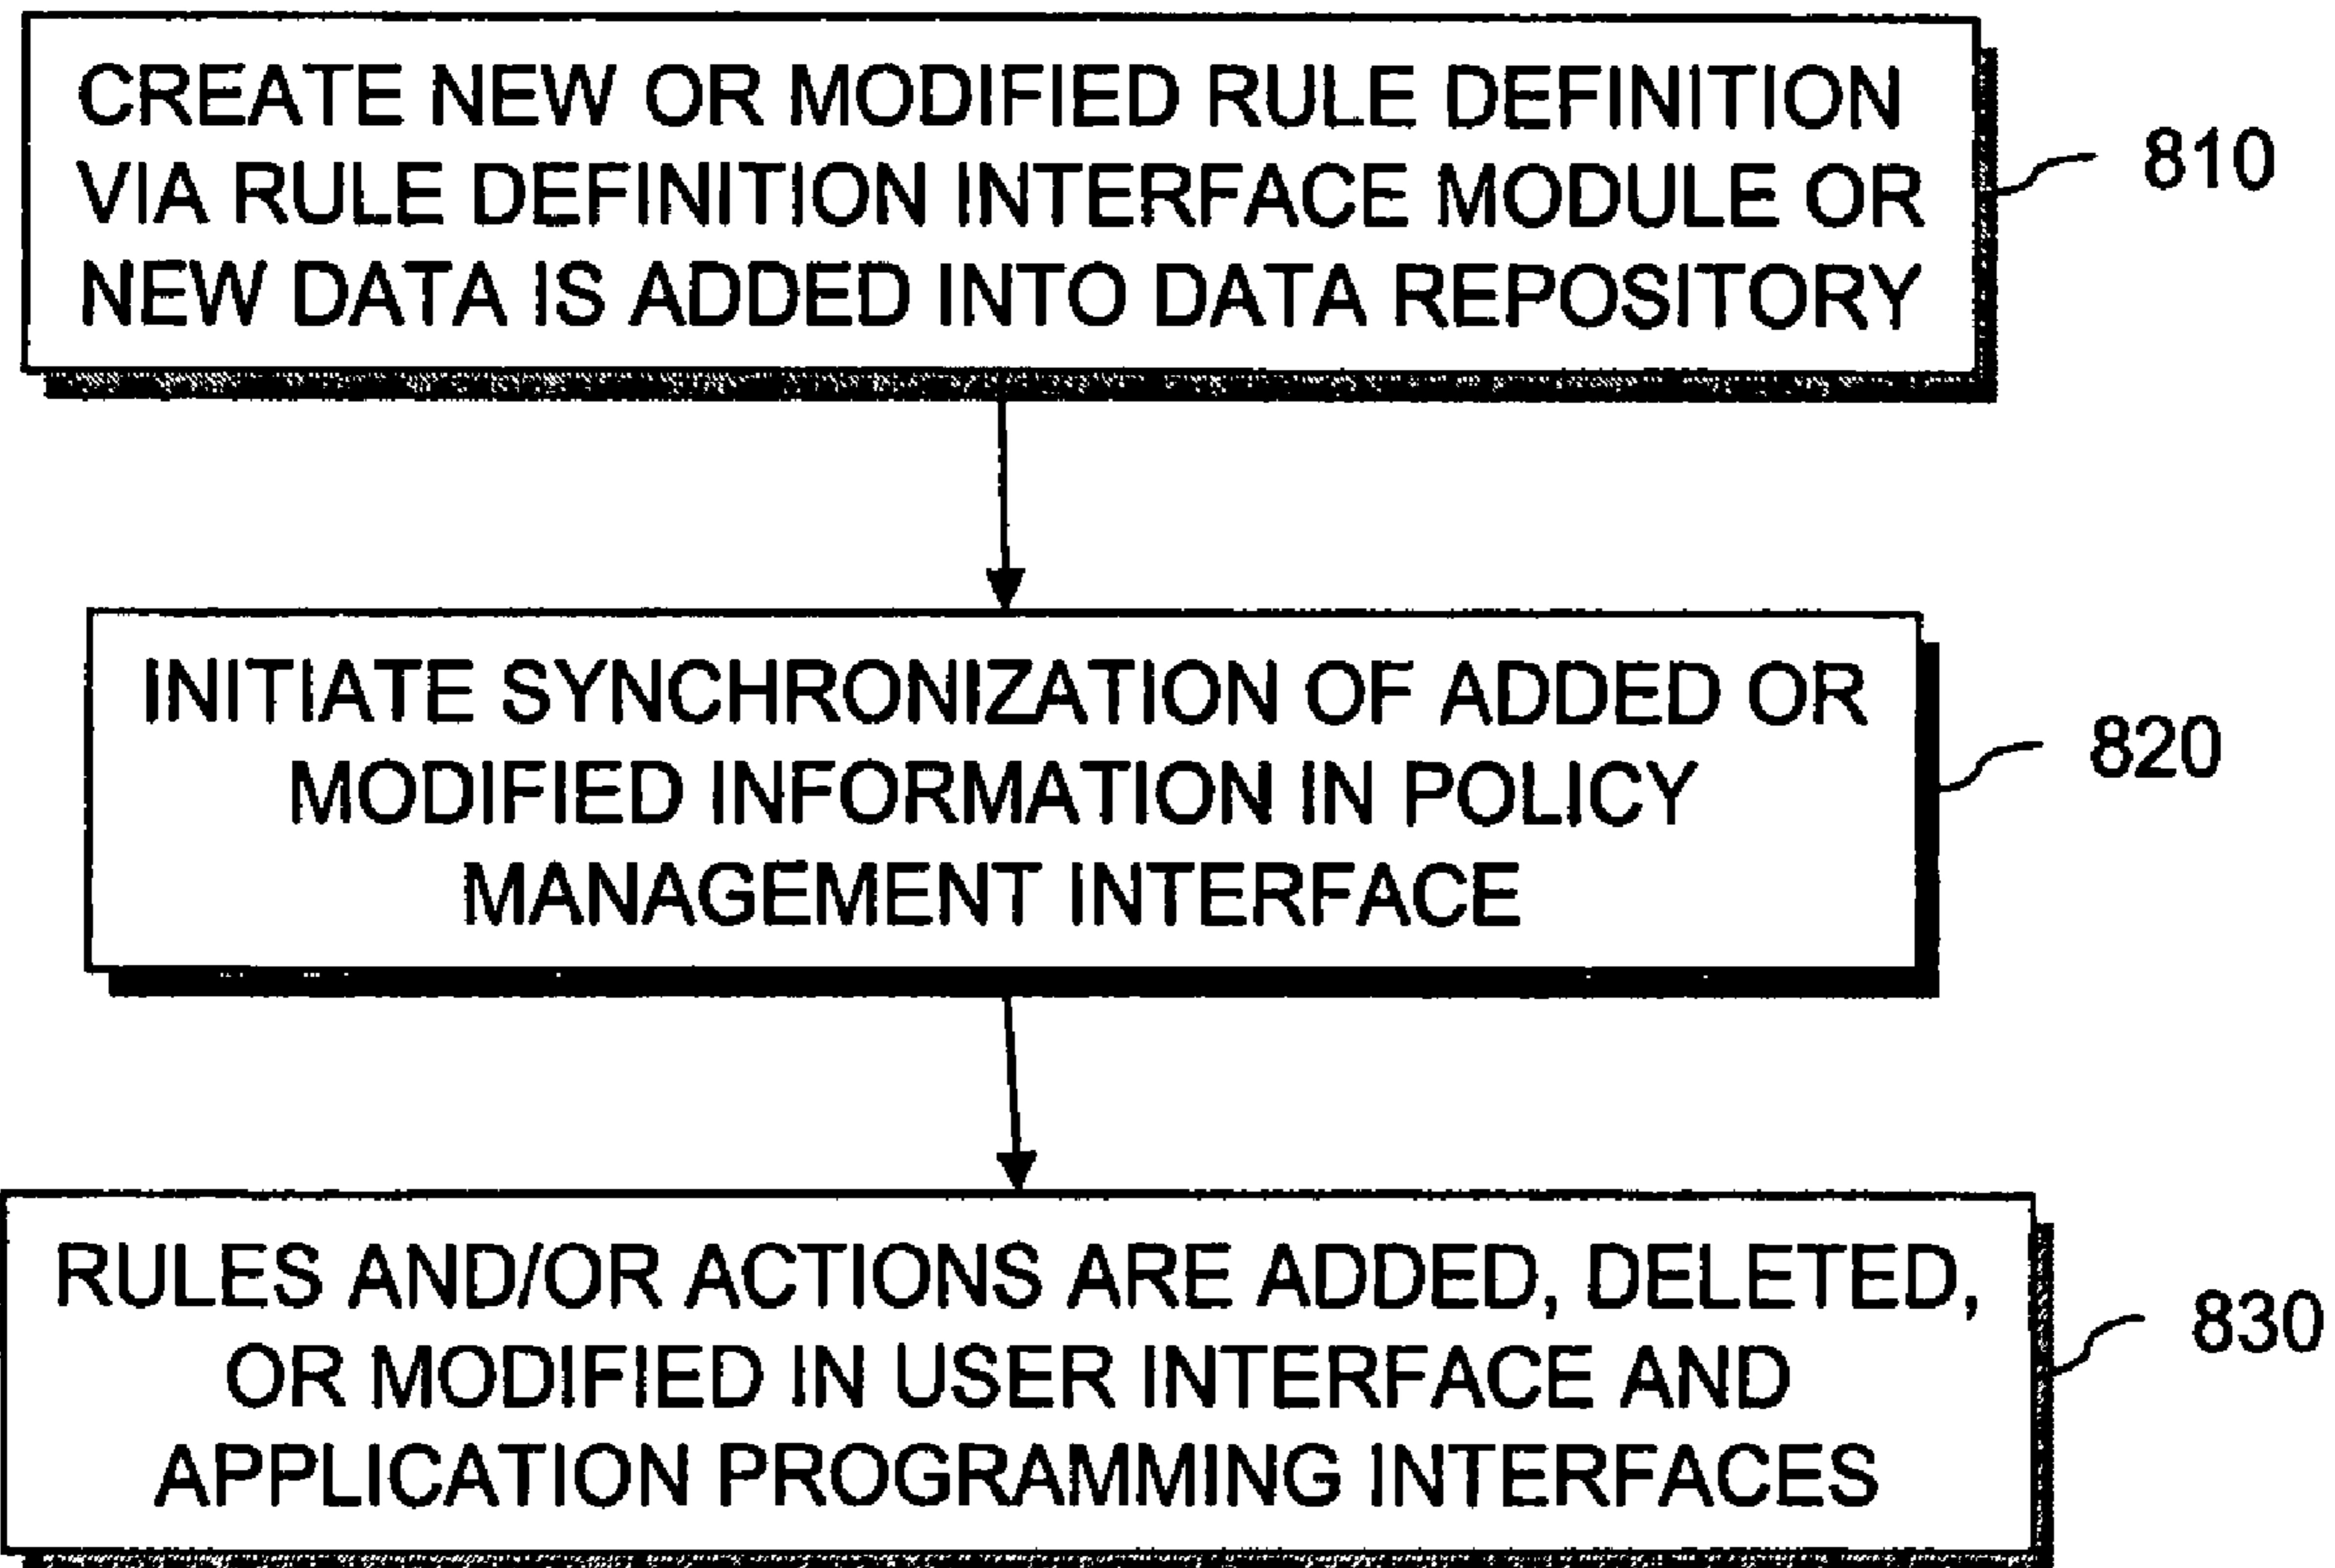 CREATE NEW OR MODIFIED RULE DEFINITION
VIA RULE DEFINITION INTERFACE MODULE OR
NEW DATA IS ADDED INTO DATA REPOSITORY
810
INITIATE SYNCHRONIZATION OF ADDED OR
MODIFIED INFORMATION IN POLICY
MANAGEMENT INTERFACE
820
RULES AND/OR ACTIONS ARE ADDED, DELETED,
OR MODIFIED IN USER INTERFACE AND
APPLICATION PROGRAMMING INTERFACES
830